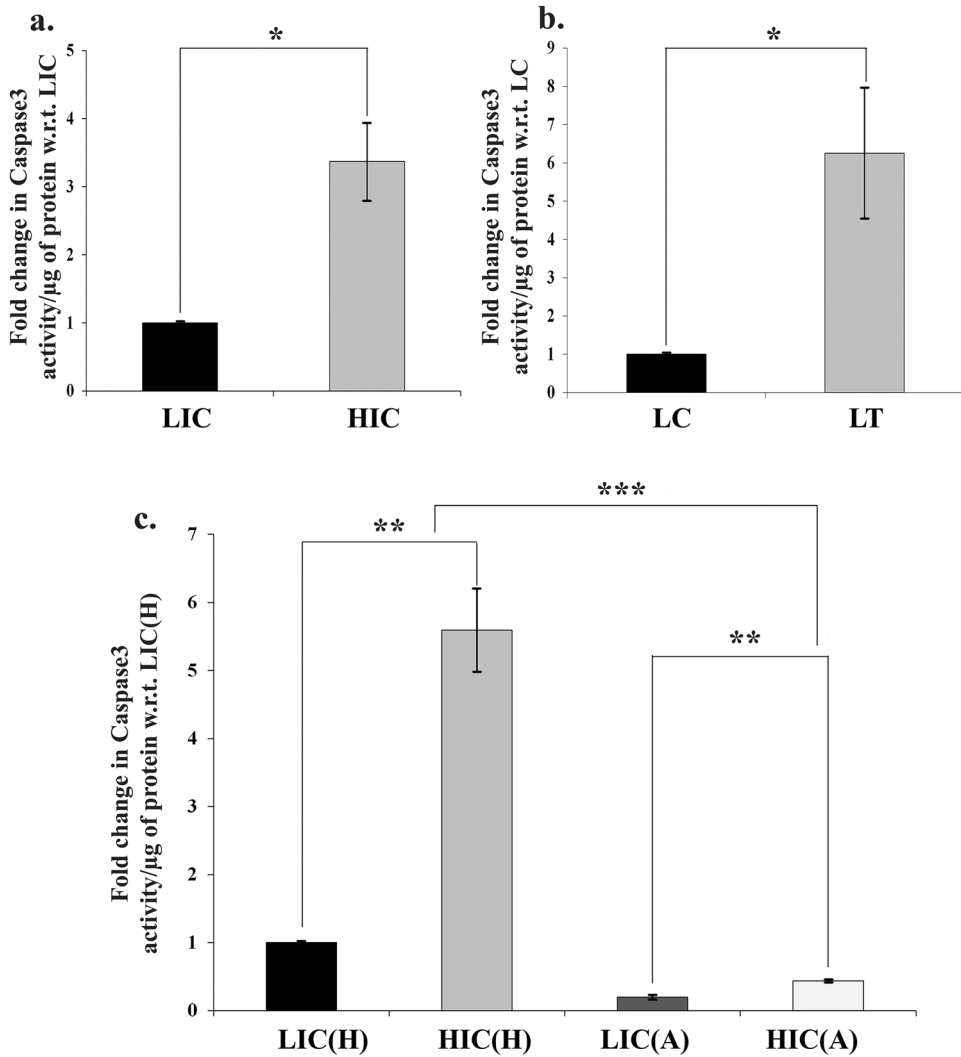 a.
Fold change in Caspase3
activity/µg of protein w.r.t. LIC
5
4
3
2
1
0
*
LIC HIC
b.
Fold change in Caspase3
activity/µg of protein w.r.t. LC
9
8
7
6
5
4
3
2
1
0
*
LC LT
c.
Fold change in Caspase3
activity/µg of protein w.r.t. LIC(H)
7
6
5
4
3
2
1
0
***
**
**
LIC(H) HIC(H) LIC(A) HIC(A)